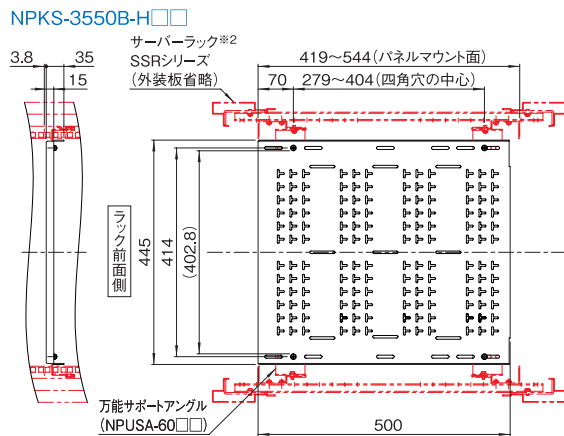 NPKS-3550B-H□□
3.8
35
15
サーバーラック※2
SSRシリーズ
(外装板省略)
419～544(パネルマウント面)
70
279～404(四角穴の中心)
ラック前面側
445
414
(402.8)
万能サポートアングル
(NPUSA-60□□)
500